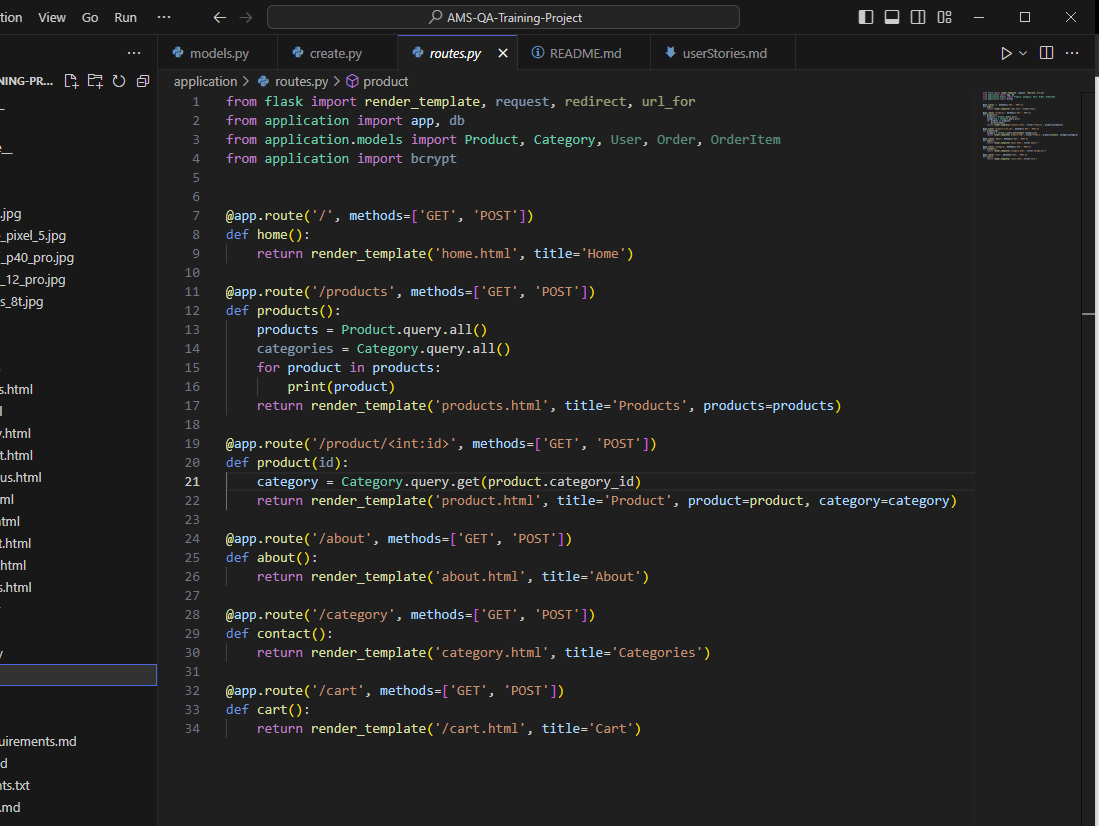 tion View Go Run ···
AMS-QA-Training-Project
···
NING-PR...
e__
.jpg
_pixel_5.jpg
_p40_pro.jpg
_12_pro.jpg
s_8t.jpg
s.html
l
.html
t.html
us.html
ml
tml
t.html
html
s.html
y
uirements.md
d
nts.txt
.md
models.py create.py routes.py README.md userStories.md ···
application > routes.py > product
1 from flask import render_template, request, redirect, url_for
2 from application import app, db
3 from application.models import Product, Category, User, Order, OrderItem
4 from application import bcrypt
5
6
7 @app.route('/', methods=['GET', 'POST'])
8 def home():
9 return render_template('home.html', title='Home')
10
11 @app.route('/products', methods=['GET', 'POST'])
12 def products():
13 products = Product.query.all()
14 categories = Category.query.all()
15 for product in products:
16 print(product)
17 return render_template('products.html', title='Products', products=products)
18
19 @app.route('/product/<int:id>', methods=['GET', 'POST'])
20 def product(id):
21 category = Category.query.get(product.category_id)
22 return render_template('product.html', title='Product', product=product, category=category)
23
24 @app.route('/about', methods=['GET', 'POST'])
25 def about():
26 return render_template('about.html', title='About')
27
28 @app.route('/category', methods=['GET', 'POST'])
29 def contact():
30 return render_template('category.html', title='Categories')
31
32 @app.route('/cart', methods=['GET', 'POST'])
33 def cart():
34 return render_template('/cart.html', title='Cart')